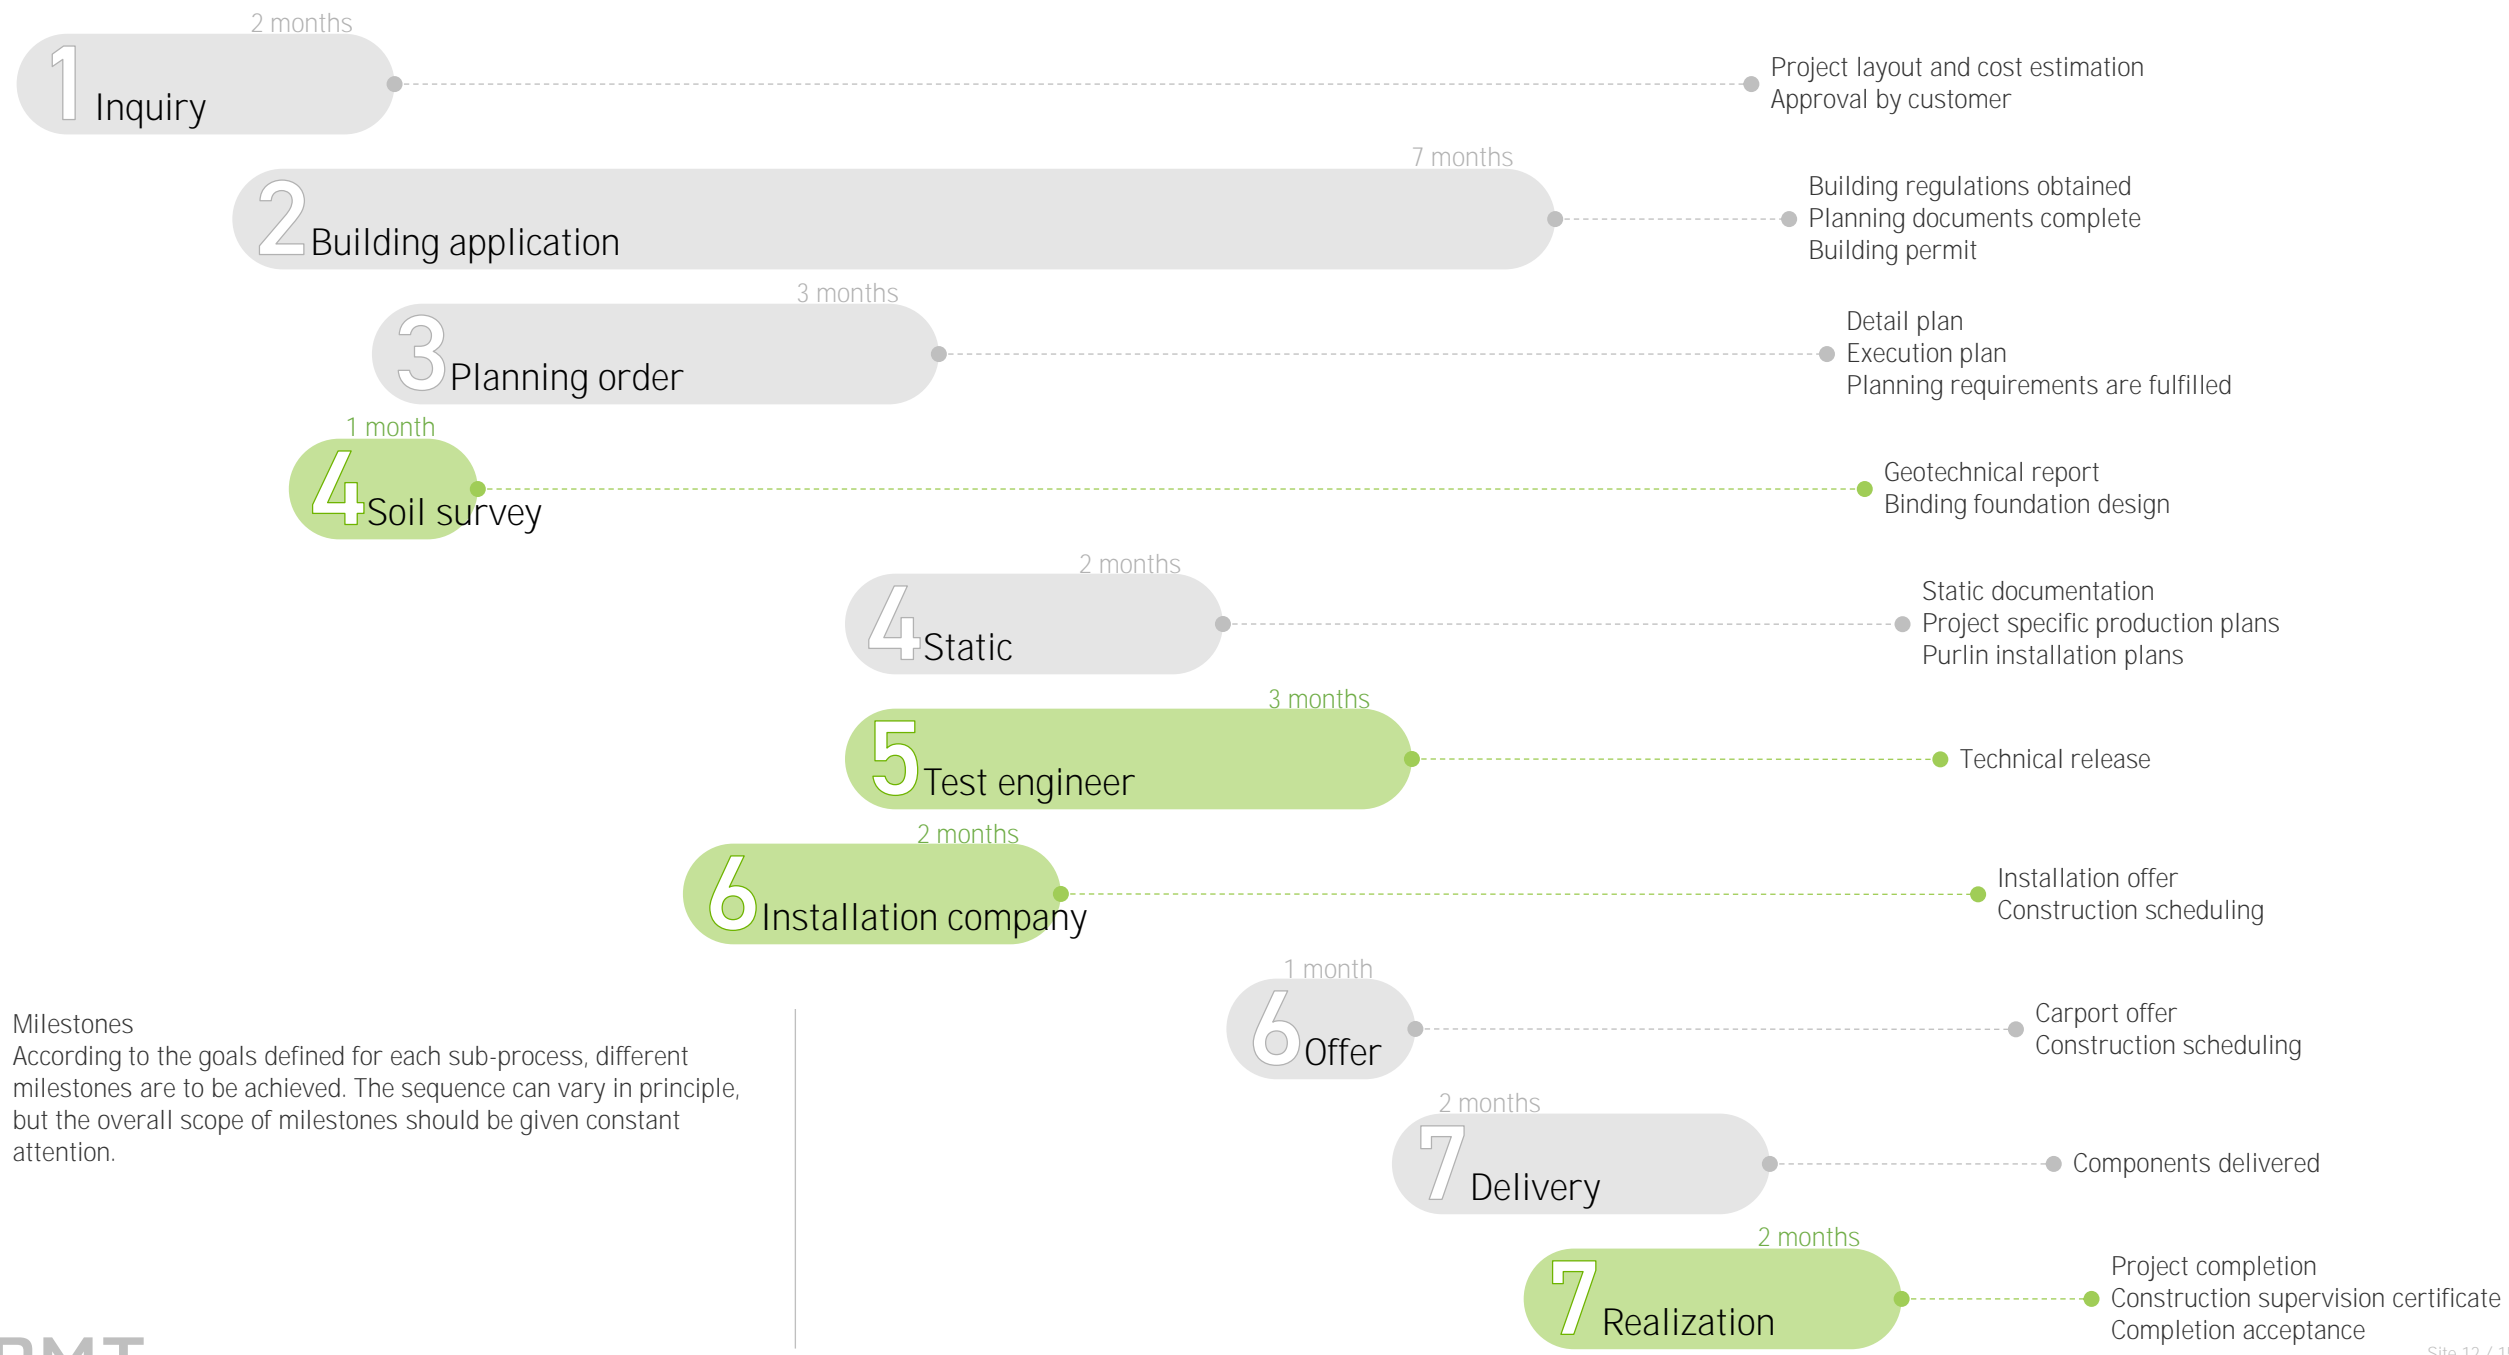 2 months
1 Inquiry
Project layout and cost estimation
Approval by customer
7 months
2 Building application
Building regulations obtained
Planning documents complete
Building permit
3 months
3 Planning order
Detail plan
Execution plan
Planning requirements are fulfilled
1 month
4 Soil survey
Geotechnical report
Binding foundation design
2 months
4 Static
Static documentation
Project specific production plans
Purlin installation plans
3 months
5 Test engineer
Technical release
2 months
6 Installation company
Installation offer
Construction scheduling
1 month
6 Offer
Carport offer
Construction scheduling
Milestones
According to the goals defined for each sub-process, different
milestones are to be achieved. The sequence can vary in principle,
but the overall scope of milestones should be given constant
attention.
2 months
7 Delivery
Components delivered
2 months
7 Realization
Project completion
Construction supervision certificate
Completion acceptance
Site 12 /